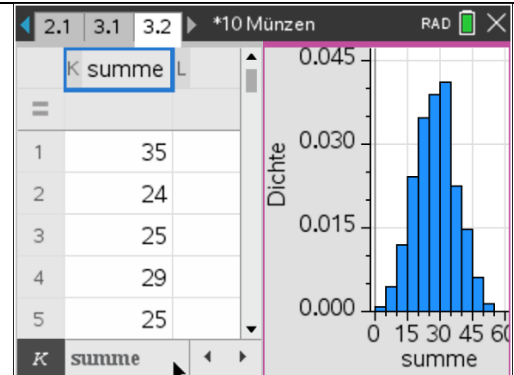 2.1 3.1 3.2 *10 Münzen RAD
K summe L
=
1 35
2 24
3 25
4 29
5 25
K summe
0.045
0.030
0.015
0.000
Dichte
0 15 30 45 60
summe